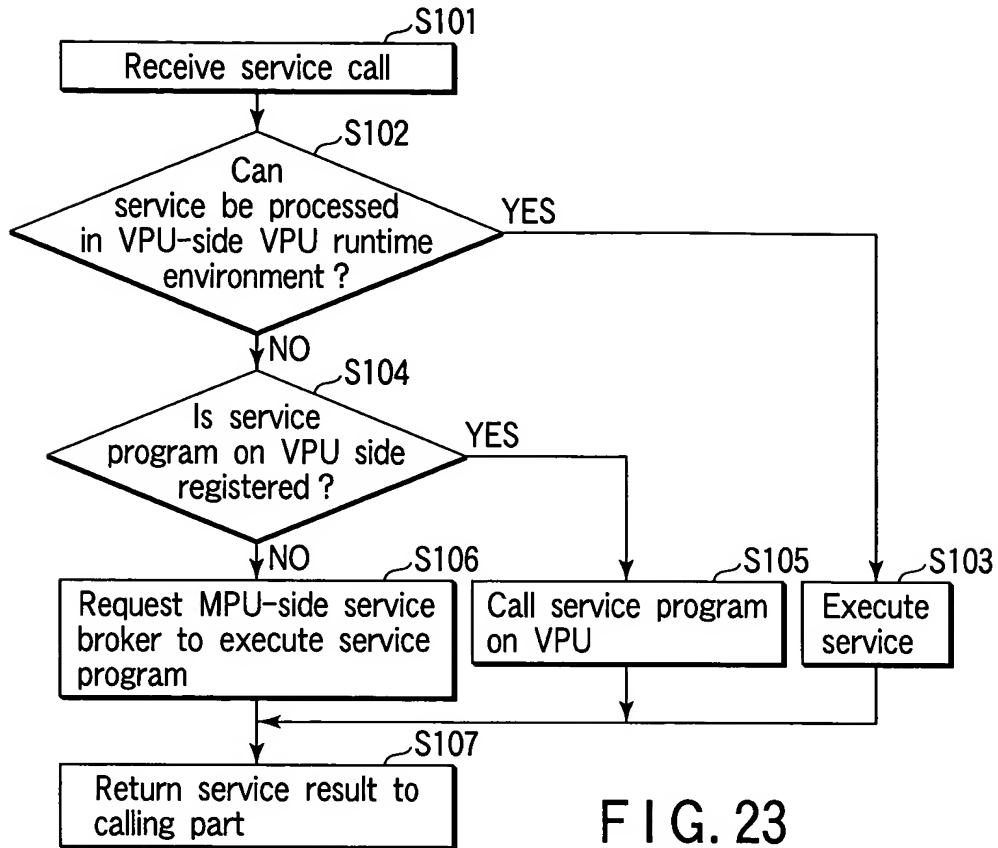 S101
Receive service call
S102
Can
service be processed
in VPU-side VPU runtime
environment ?
YES
NO
S104
Is service
program on VPU side
registered ?
YES
NO
S106
Request MPU-side service
broker to execute service
program
S105
Call service program
on VPU
S103
Execute
service
S107
Return service result to
calling part
FIG. 23